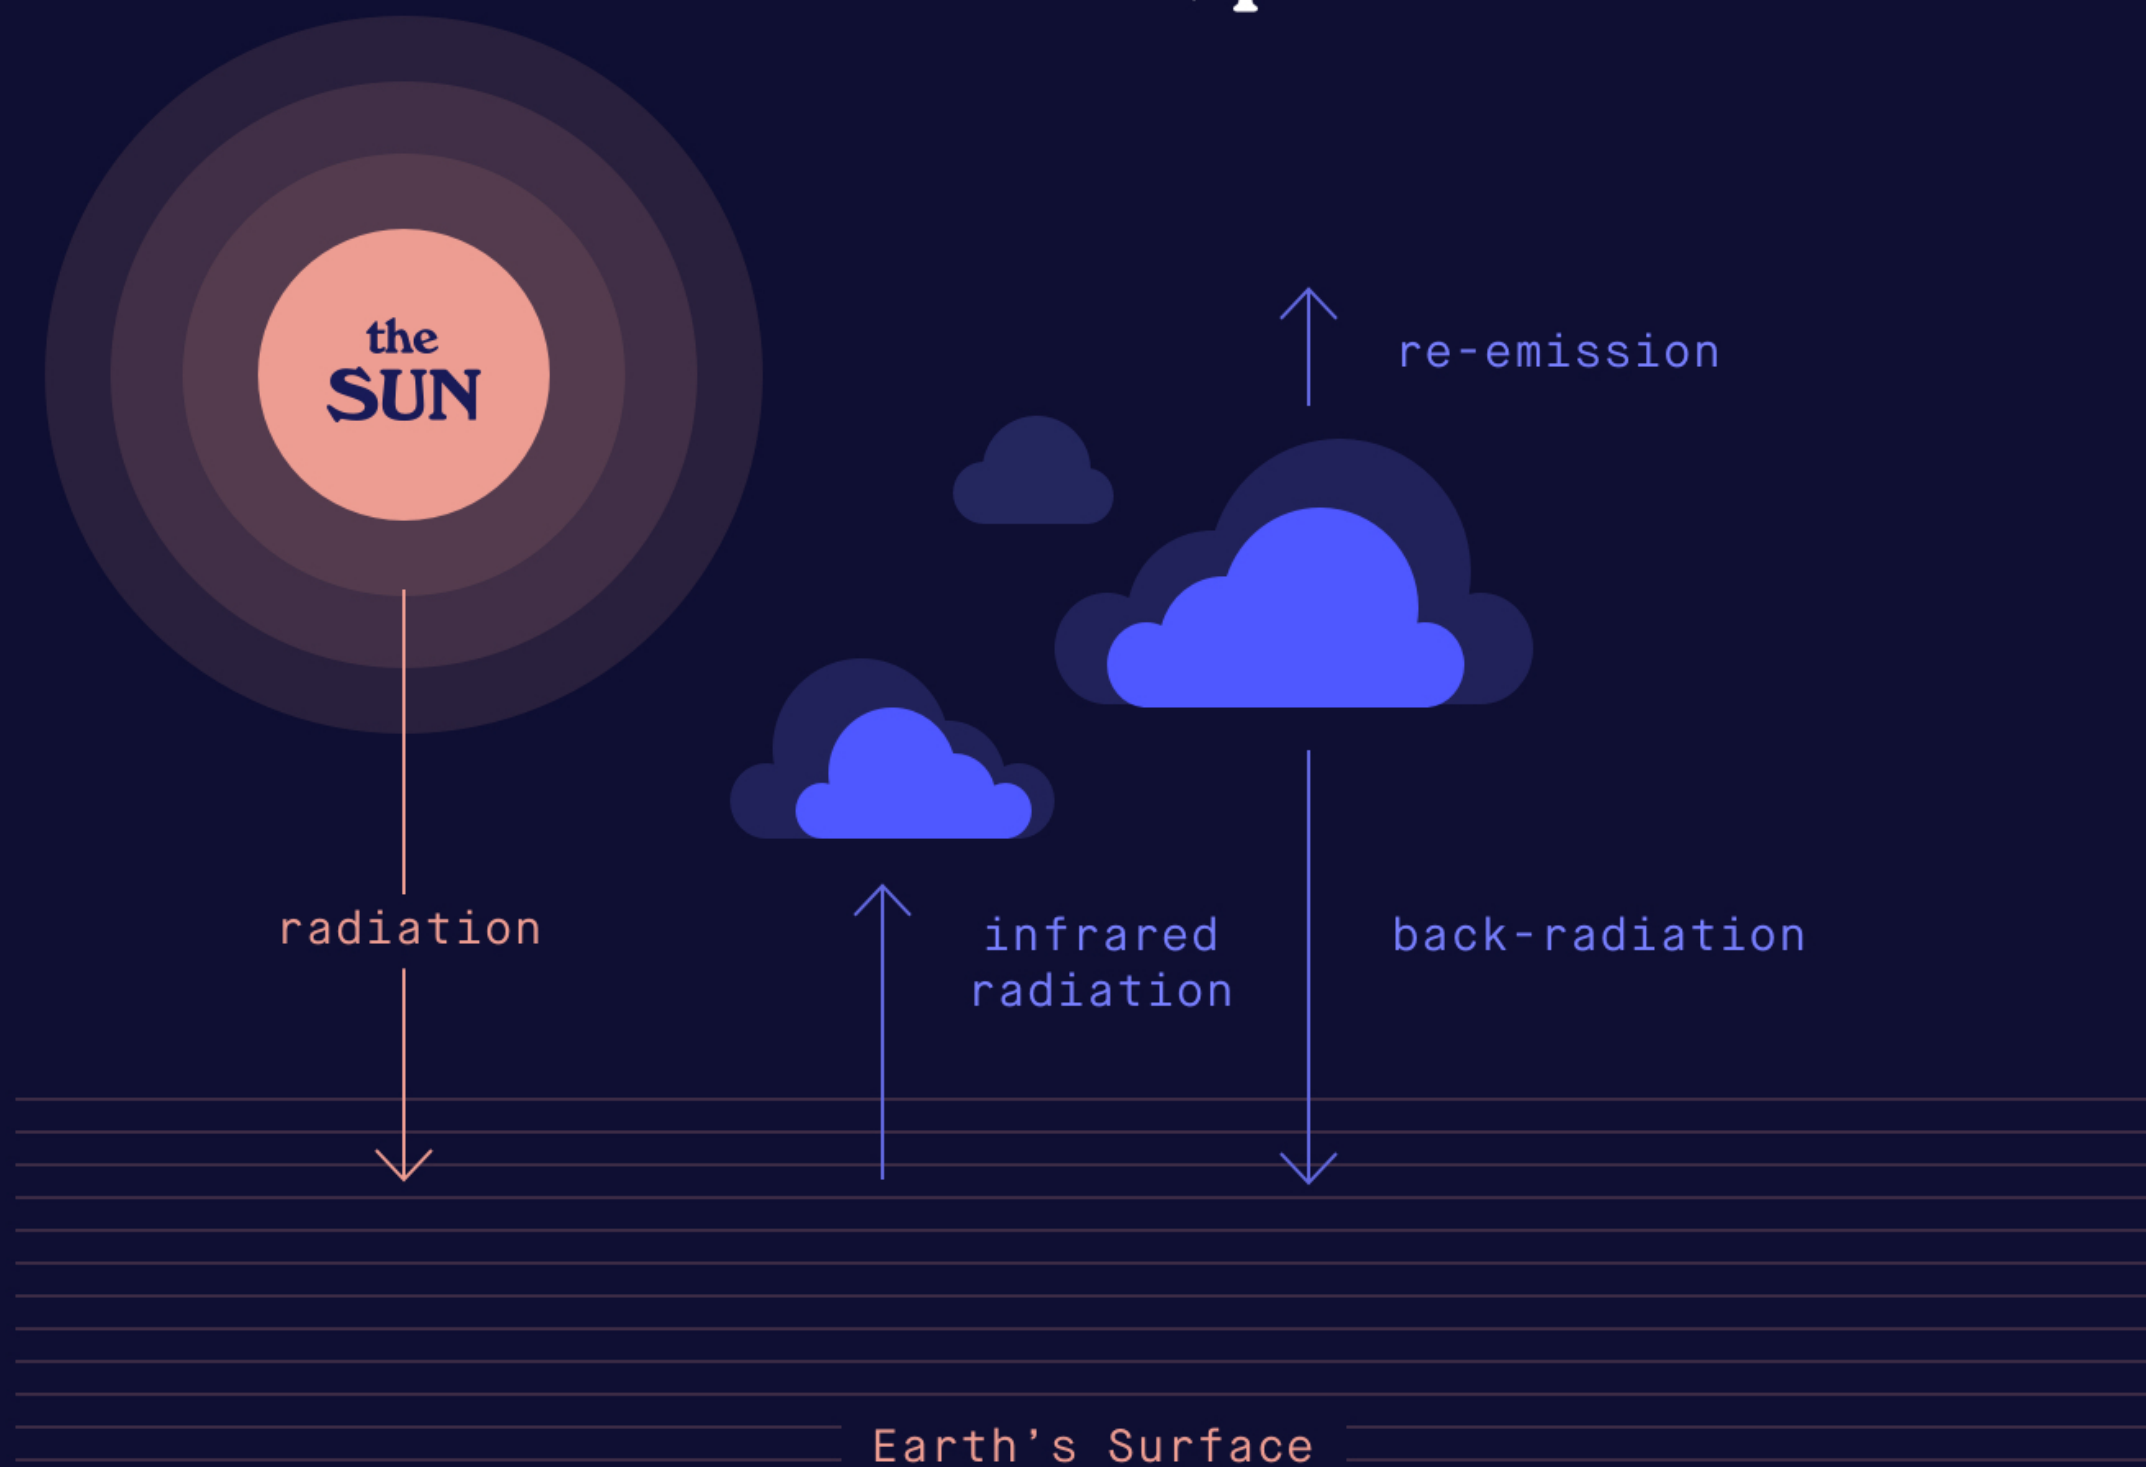 the
SUN
re-emission
radiation
infrared
radiation
back-radiation
Earth's Surface